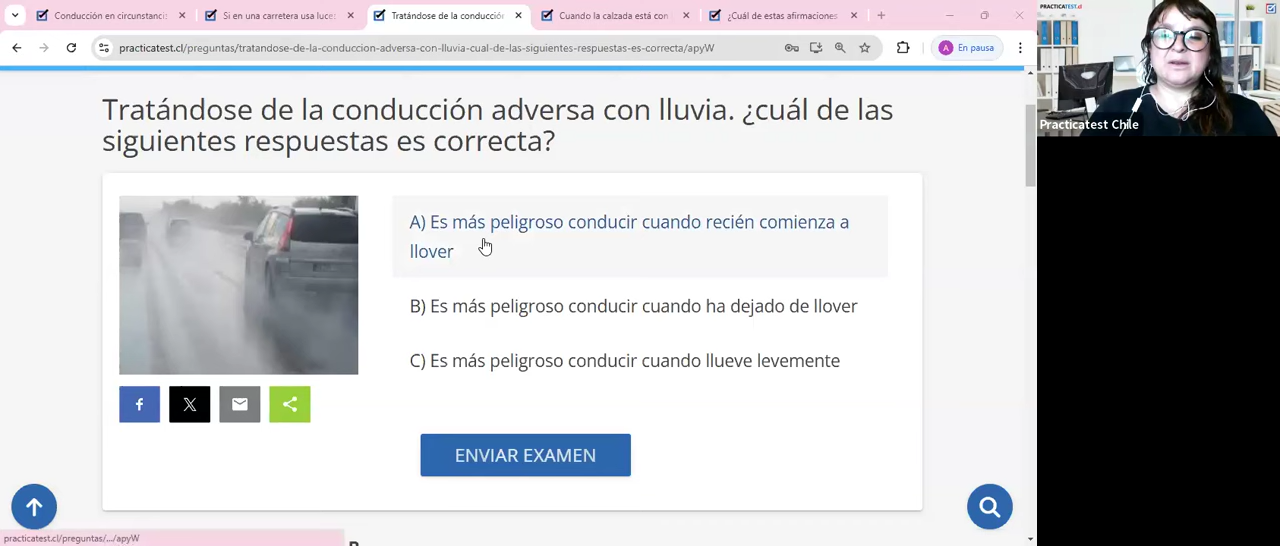 Conducción en circunstanci
Si en una carretera usa luce
Tratándose de la conducció
Cuando la calzada está con
¿Cuál de estas afirmaciones
practicatest.cl/preguntas/tratandose-de-la-conduccion-adversa-con-lluvia-cual-de-las-siguientes-respuestas-es-correcta/apyW
A
En pausa
PRACTICATEST.cl
Practicatest Chile
Tratándose de la conducción adversa con lluvia. ¿cuál de las
siguientes respuestas es correcta?
A) Es más peligroso conducir cuando recién comienza a
llover
B) Es más peligroso conducir cuando ha dejado de llover
C) Es más peligroso conducir cuando llueve levemente
ENVIAR EXAMEN
practicatest.cl/preguntas/.../apyW